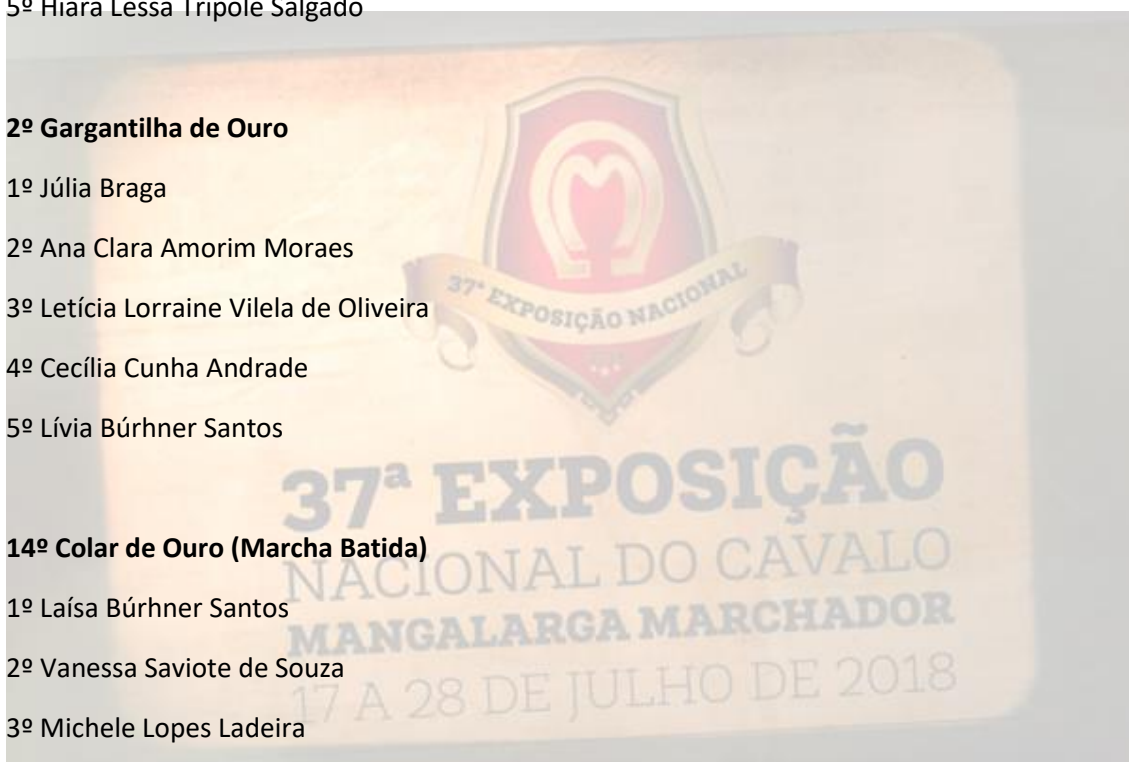 5º Hiara Lessa Tripole Salgado
2º Gargantilha de Ouro
1º Júlia Braga
2º Ana Clara Amorim Moraes
3º Letícia Lorraine Vilela de Oliveira
4º Cecília Cunha Andrade
5º Lívia Búrhner Santos
14º Colar de Ouro (Marcha Batida)
1º Laísa Búrhner Santos
2º Vanessa Saviote de Souza
3º Michele Lopes Ladeira
37ª EXPOSIÇÃO NACIONAL
37ª EXPOSIÇÃO
NACIONAL DO CAVALO
MANGALARGA MARCHADOR
17 A 28 DE JULHO DE 2018